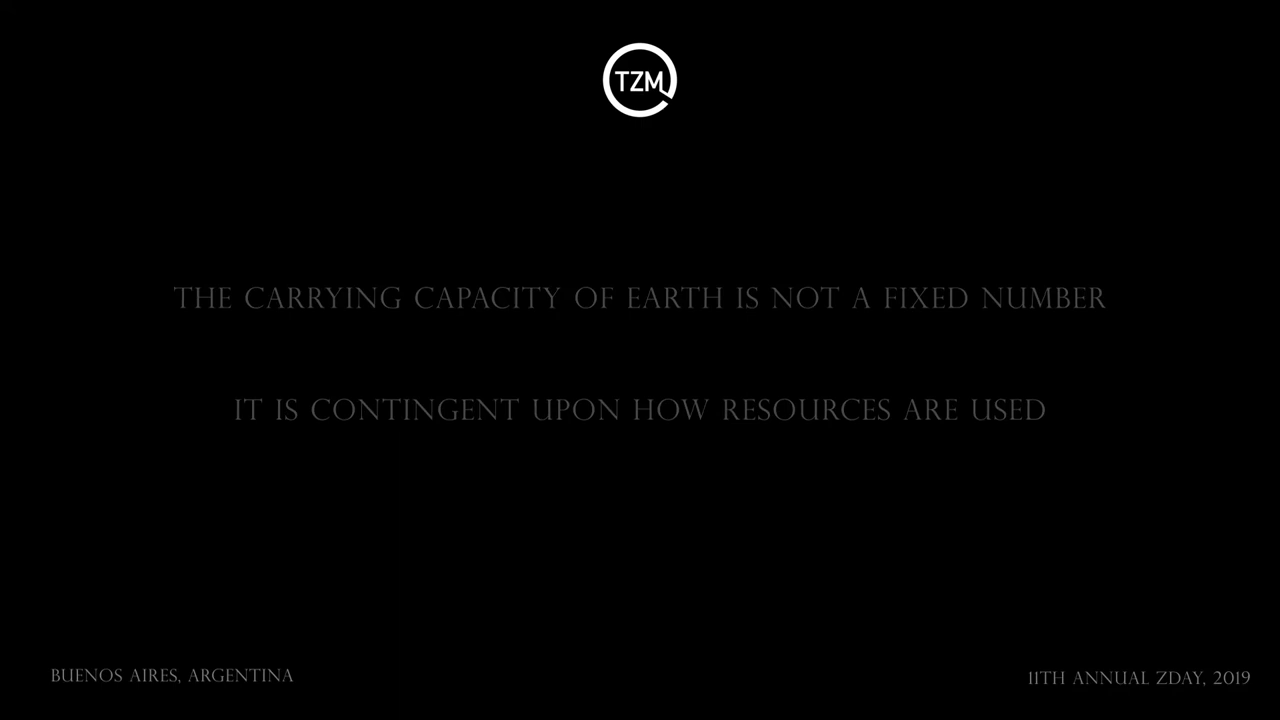 TZM
THE CARRYING CAPACITY OF EARTH IS NOT A FIXED NUMBER
IT IS CONTINGENT UPON HOW RESOURCES ARE USED
BUENOS AIRES, ARGENTINA
11TH ANNUAL ZDAY, 2019